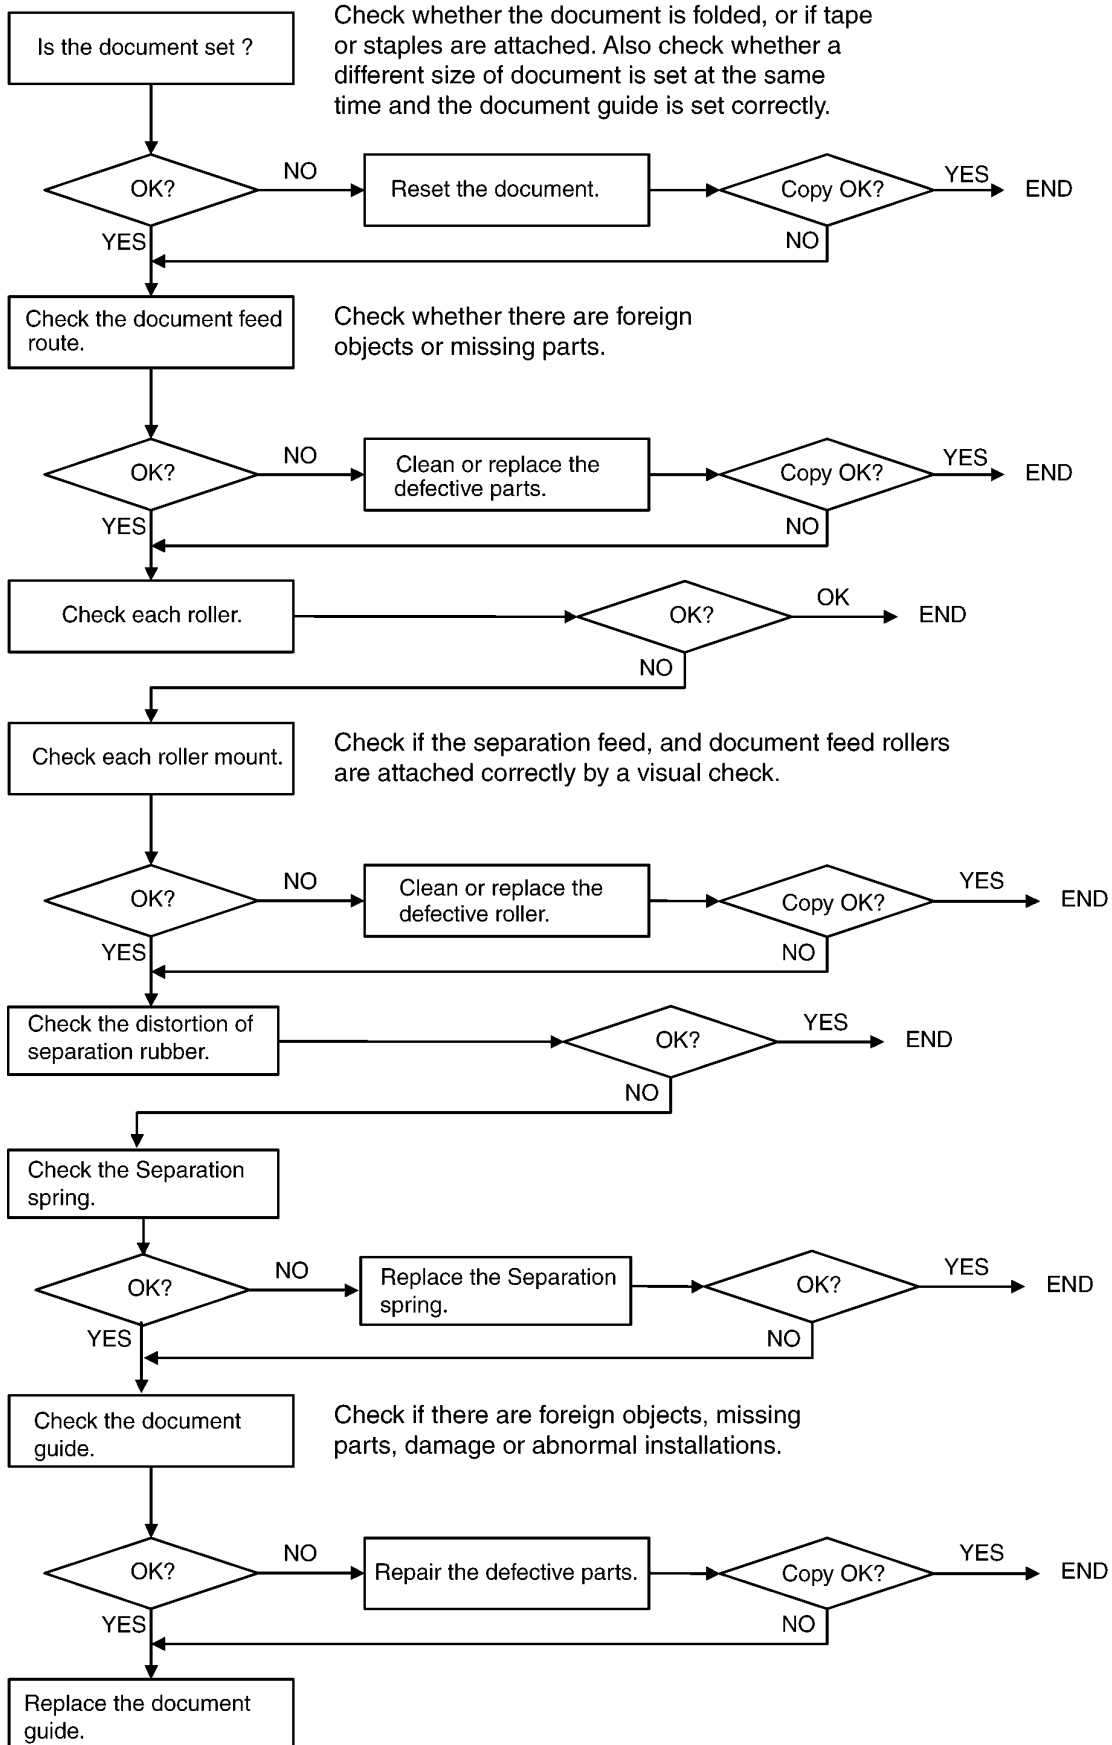 Is the document set ?
Check whether the document is folded, or if tape
or staples are attached. Also check whether a
different size of document is set at the same
time and the document guide is set correctly.
OK?
NO
Reset the document.
Copy OK?
YES
END
YES
NO
Check the document feed
route.
Check whether there are foreign
objects or missing parts.
OK?
NO
Clean or replace the
defective parts.
Copy OK?
YES
END
YES
NO
Check each roller.
OK?
OK
END
NO
Check each roller mount.
Check if the separation feed, and document feed rollers
are attached correctly by a visual check.
OK?
NO
Clean or replace the
defective roller.
Copy OK?
YES
END
YES
NO
Check the distortion of
separation rubber.
OK?
YES
END
NO
Check the Separation
spring.
OK?
NO
Replace the Separation
spring.
OK?
YES
END
YES
NO
Check the document
guide.
Check if there are foreign objects, missing
parts, damage or abnormal installations.
OK?
NO
Repair the defective parts.
Copy OK?
YES
END
YES
NO
Replace the document
guide.